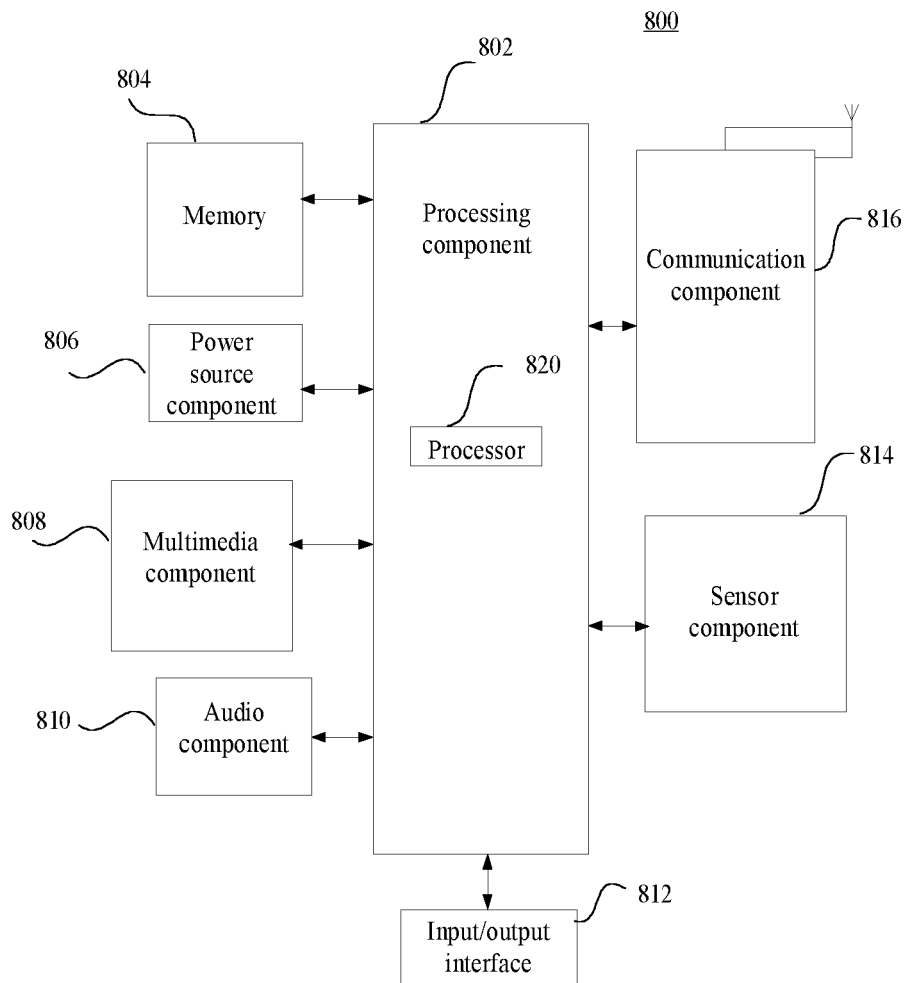 800
802
804
Memory
Processing
component
816
Communication
component
806
Power
source
component
820
Processor
814
808
Multimedia
component
Sensor
component
810
Audio
component
812
Input/output
interface